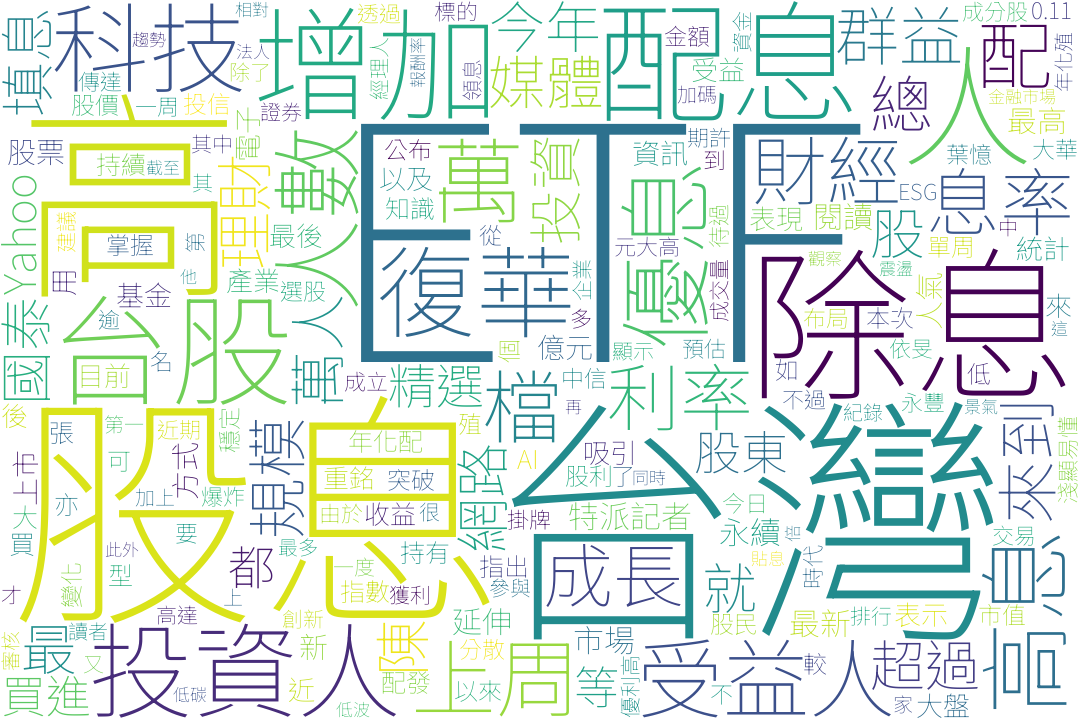 相對
透過
標的
今年
成分股
0.11
填息
科技
趨勢
法人
增加
經理人
報酬率
領息
金額
配息
資金
群益
配
年化殖
傳達
除了
媒體
受益
加碼
總
人
金融市場
最高
股價
一周
投信
證券
電子
期許
到
葉憶
大華
股票
高
持續
截至
其中
數
公布
萬
投資
資訊
財經
ESG
息
率
中
其
理財
人
以及
知識
優息
元大高
待過
表現
閱讀
股
單周
統計
Yahoo
建議
掌握
第
最後
ETF
從
企業
成交量
觀察
震盪
人氣
來
這
用
他
產業
選股
復華
多
除息
布局
本次
依旻
國泰
台股
基金
逾
萬人
個
億元
顯示
預估
名
目前
成立
精選
檔
中信
利率
如
不過
低
紀錄
永豐
景氣
後
股息
張
第一
近期
穩定
規模
年化配
殖
再
吸引
股東
台灣
來到
淺顯易懂
上市
亦
可
方式
重銘
突破
網路
AI
股利
了
同時
今日
大
加上
爆炸
由於
收益
很
掛牌
特派記者
永續
倍
交易
買
要
此外
型
都
最多
持有
指出
成長
就
貼息
時代
高息
才
變化
上
一度
指數
獲利
參與
高達
創新
延伸
市場
股民
最新
排行
表示
市值
審核
最
讀者
投資人
新
陳
上周
分散
優利高
受益人
較
超過
買進
又
低碳
近
低波
配發
以來
等
不
家
大盤